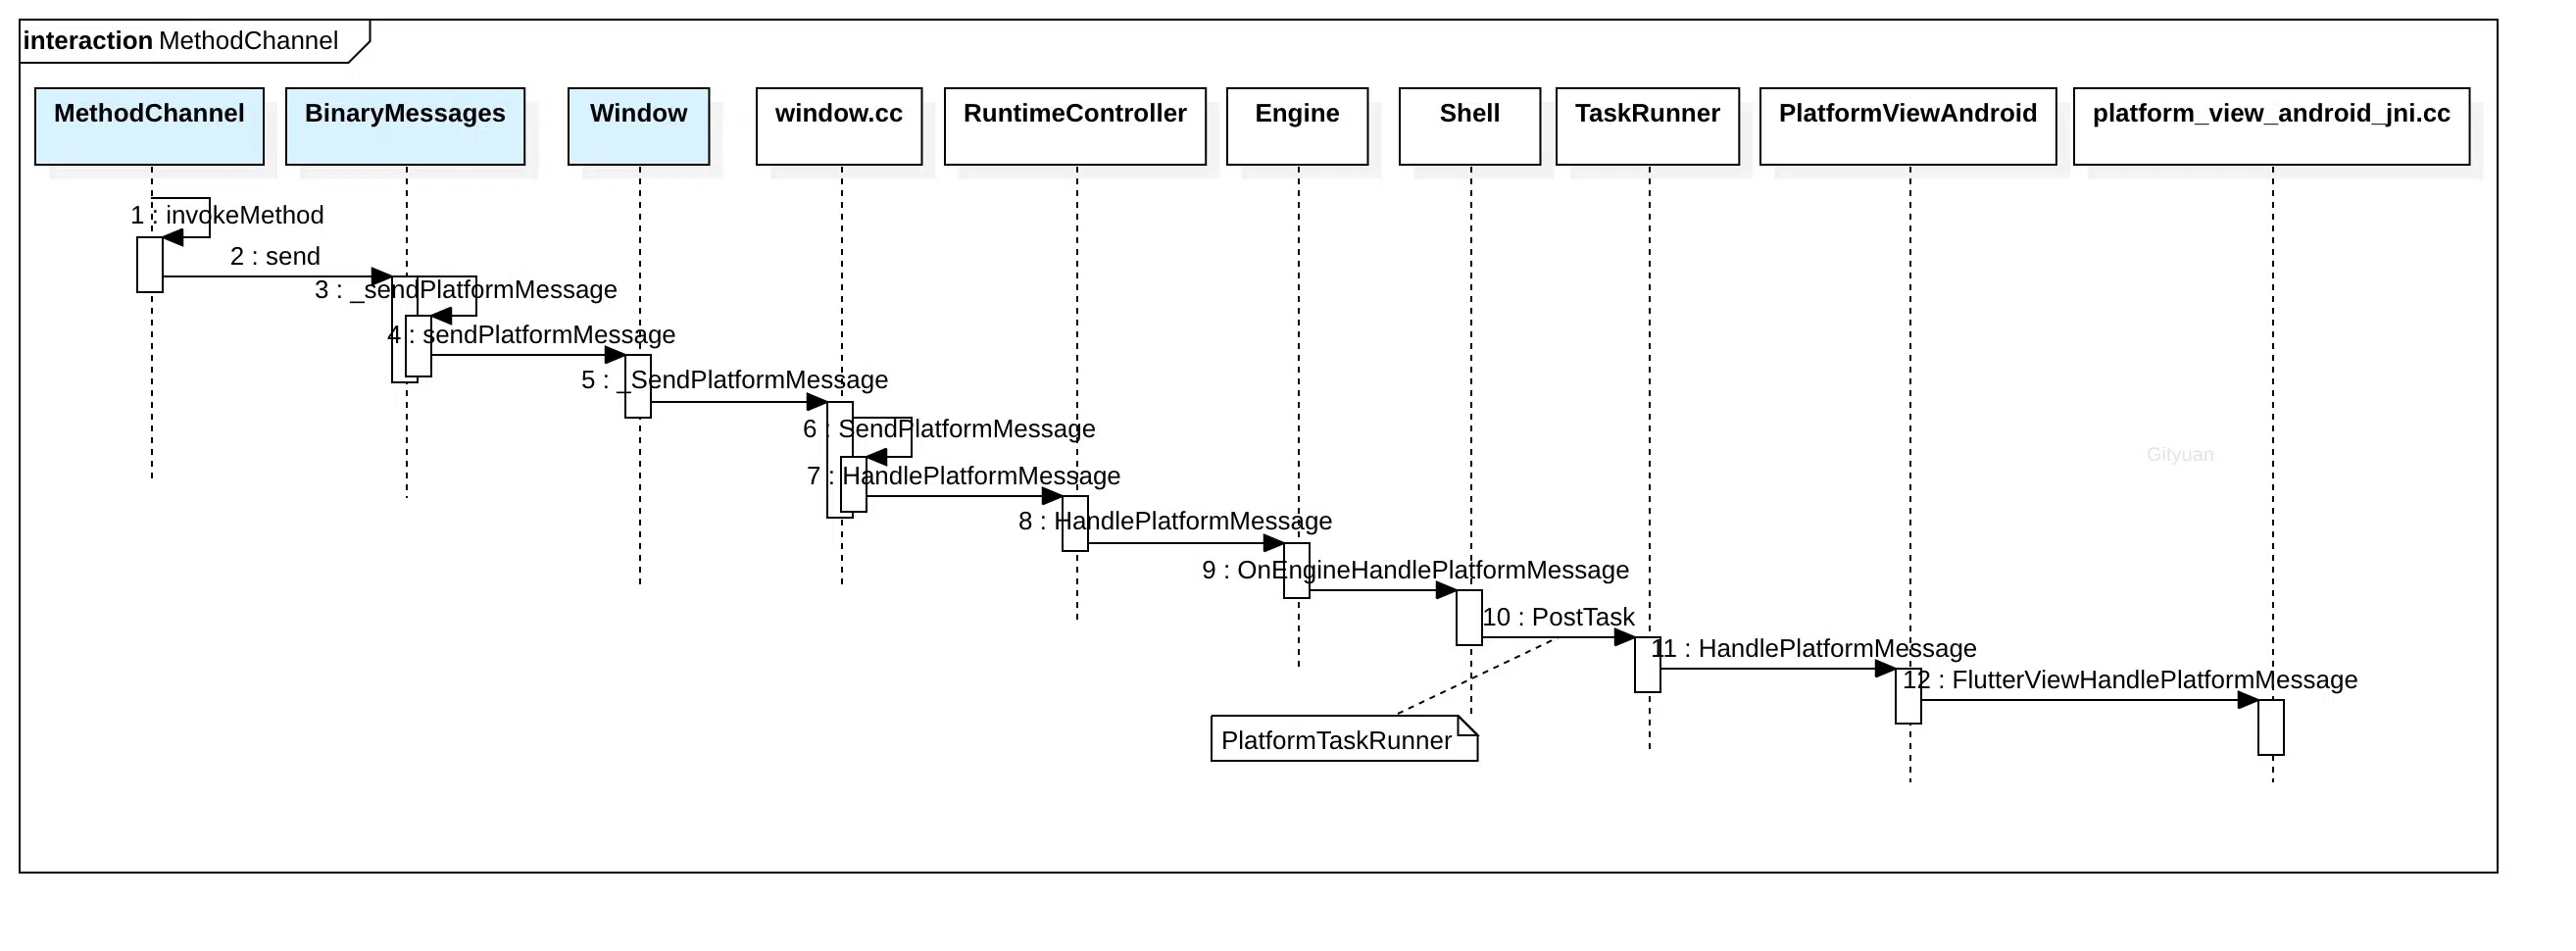 interaction MethodChannel
MethodChannel
BinaryMessages
Window
window.cc
RuntimeController
Engine
Shell
TaskRunner
PlatformViewAndroid
platform_view_android_jni.cc
1 : invokeMethod
2 : send
3 : _sendPlatformMessage
4 : sendPlatformMessage
5 : _SendPlatformMessage
6 : SendPlatformMessage
Gityuan
7 : HandlePlatformMessage
8 : HandlePlatformMessage
9 : OnEngineHandlePlatformMessage
10 : PostTask
11 : HandlePlatformMessage
12 : FlutterViewHandlePlatformMessage
PlatformTaskRunner